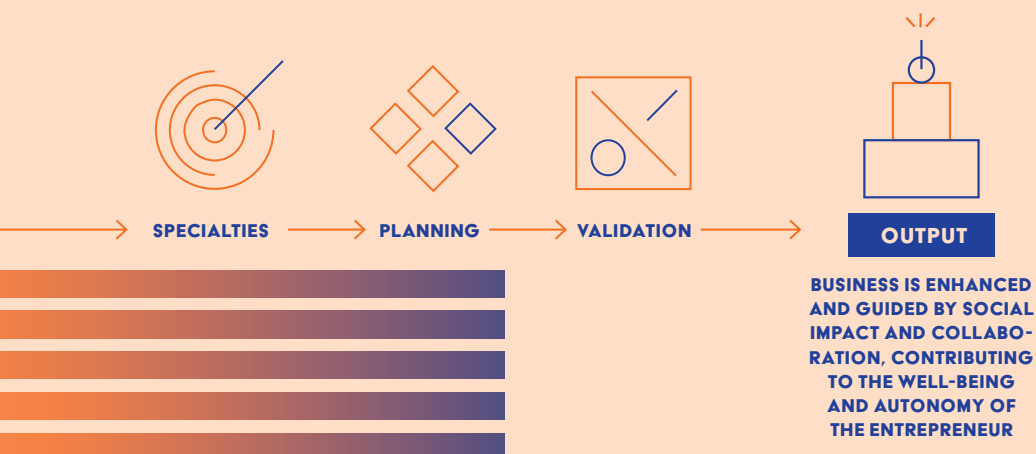 SPECIALTIES
PLANNING
VALIDATION
OUTPUT
BUSINESS IS ENHANCED
AND GUIDED BY SOCIAL
IMPACT AND COLLABO-
RATION, CONTRIBUTING
TO THE WELL-BEING
AND AUTONOMY OF
THE ENTREPRENEUR